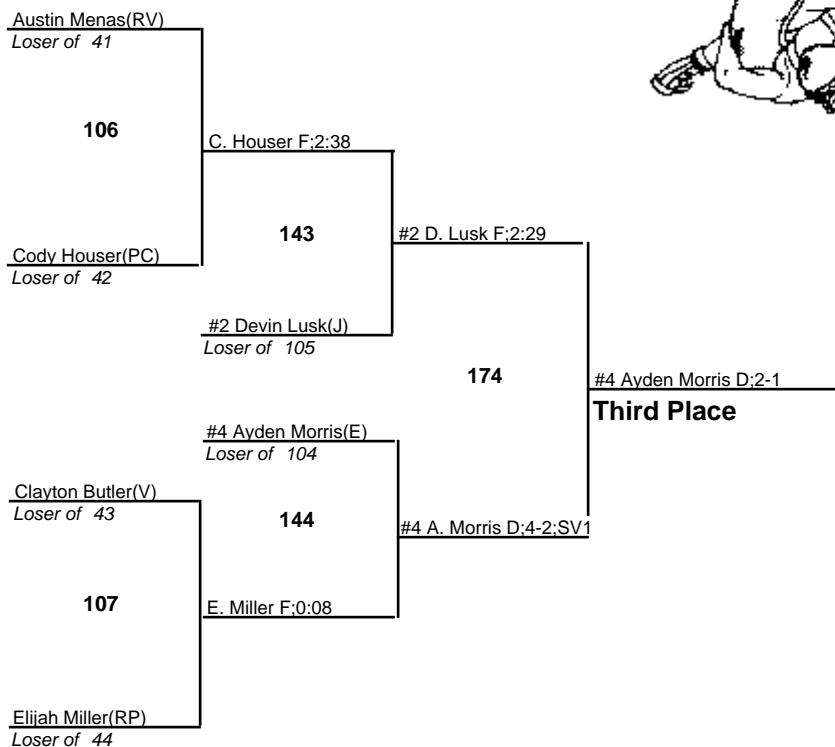 Austin Menas(RV)
Loser of 41
106
C. Houser F;2:38
143
#2 D. Lusk F;2:29
Cody Houser(PC)
Loser of 42
#2 Devin Lusk(J)
Loser of 105
174
#4 Ayden Morris D;2-1
Third Place
#4 Ayden Morris(E)
Loser of 104
Clayton Butler(V)
Loser of 43
144
#4 A. Morris D;4-2;SV1
107
E. Miller F;0:08
Elijah Miller(RP)
Loser of 44